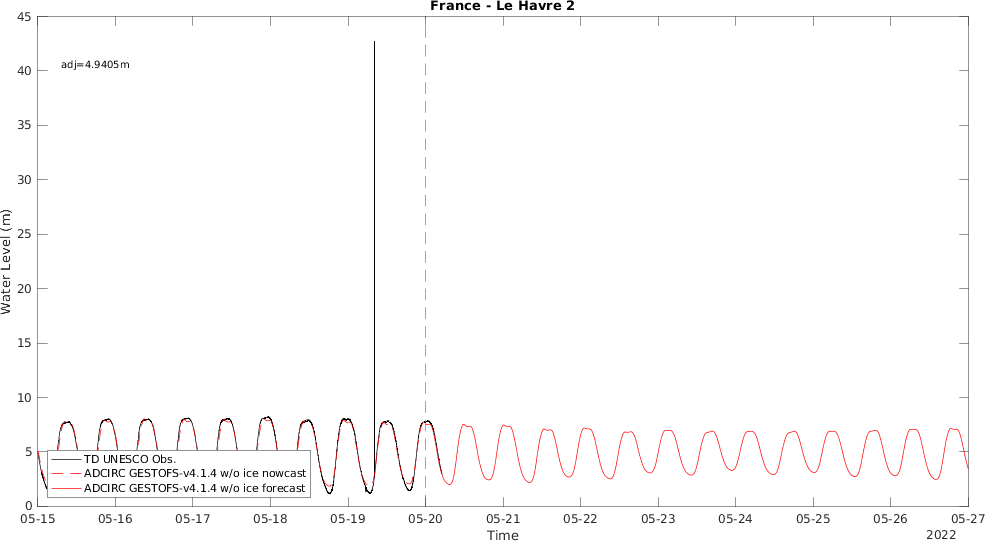 France - Le Havre 2
adj=4.9405m
Water Level (m)
45
40
35
30
25
20
15
10
5
0
TD UNESCO Obs.
ADCIRC GESTOFS-v4.1.4 w/o ice nowcast
ADCIRC GESTOFS-v4.1.4 w/o ice forecast
05-15 05-16 05-17 05-18 05-19 05-20 05-21 05-22 05-23 05-24 05-25 05-26 05-27
Time
2022